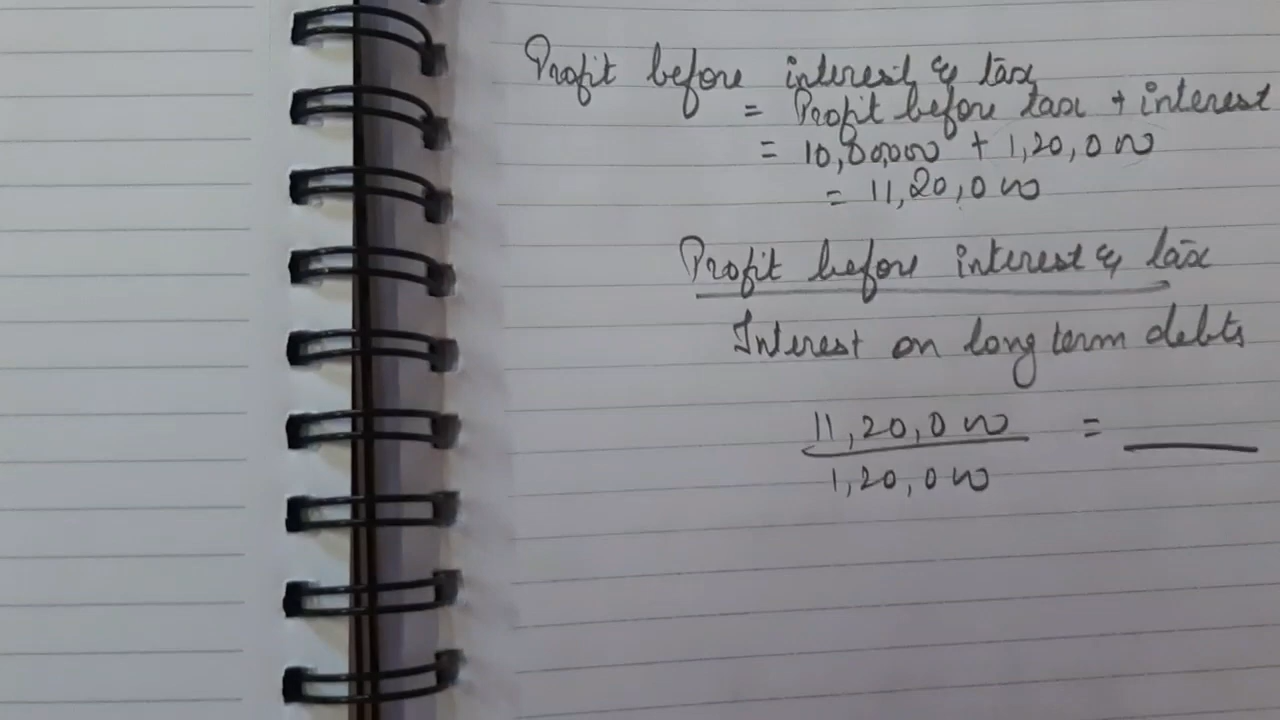 Profit before interest & tax
= Profit before tax + interest
= 10,00,000 + 1,20,000
= 11,20,000
Profit before interest & tax
Interest on long term debts
11,20,000 = ____
1,20,000